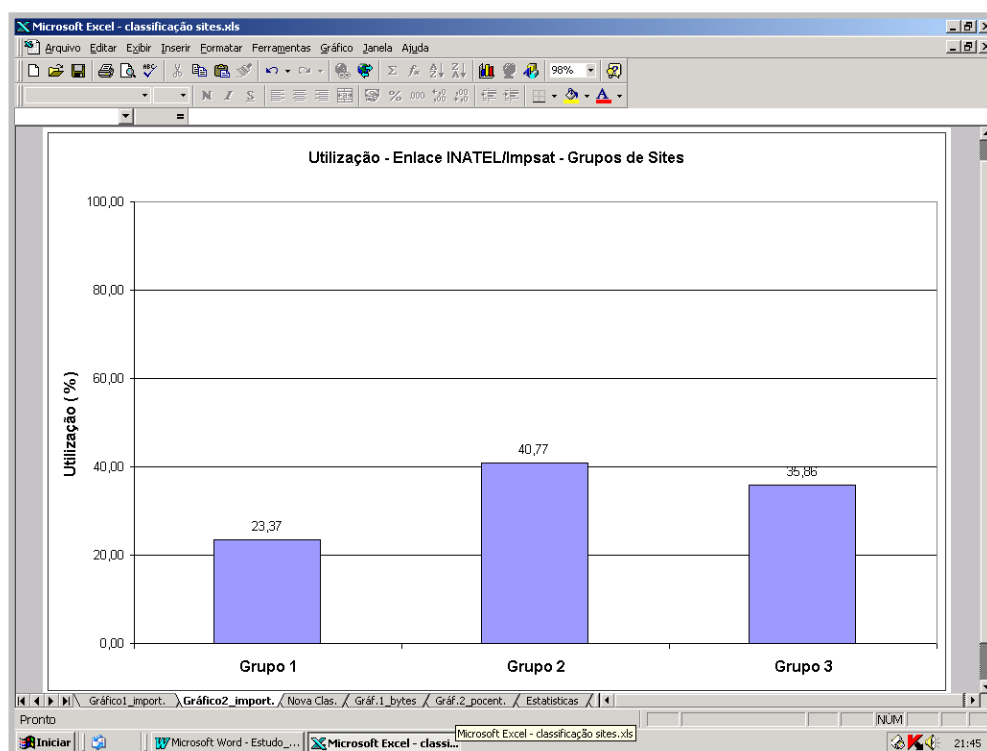 Microsoft Excel - classificação sites.xls
Arquivo Editar Exibir Inserir Formatar Ferramentas Gráfico Janela Ajuda
98%
N I S % 000
=
Utilização - Enlace INATEL/Impsat - Grupos de Sites
100,00
80,00
60,00
40,00
20,00
0,00
Utilização ( %)
23,37
40,77
35,86
Grupo 1 Grupo 2 Grupo 3
Gráfico1_import. Gráfico2_import. Nova Clas. Gráf.1_bytes Gráf.2_pocent. Estatisticas
Pronto NÚM
Microsoft Excel - classificação sites.xls
Iniciar Microsoft Word - Estudo_... Microsoft Excel - classi... 21:45